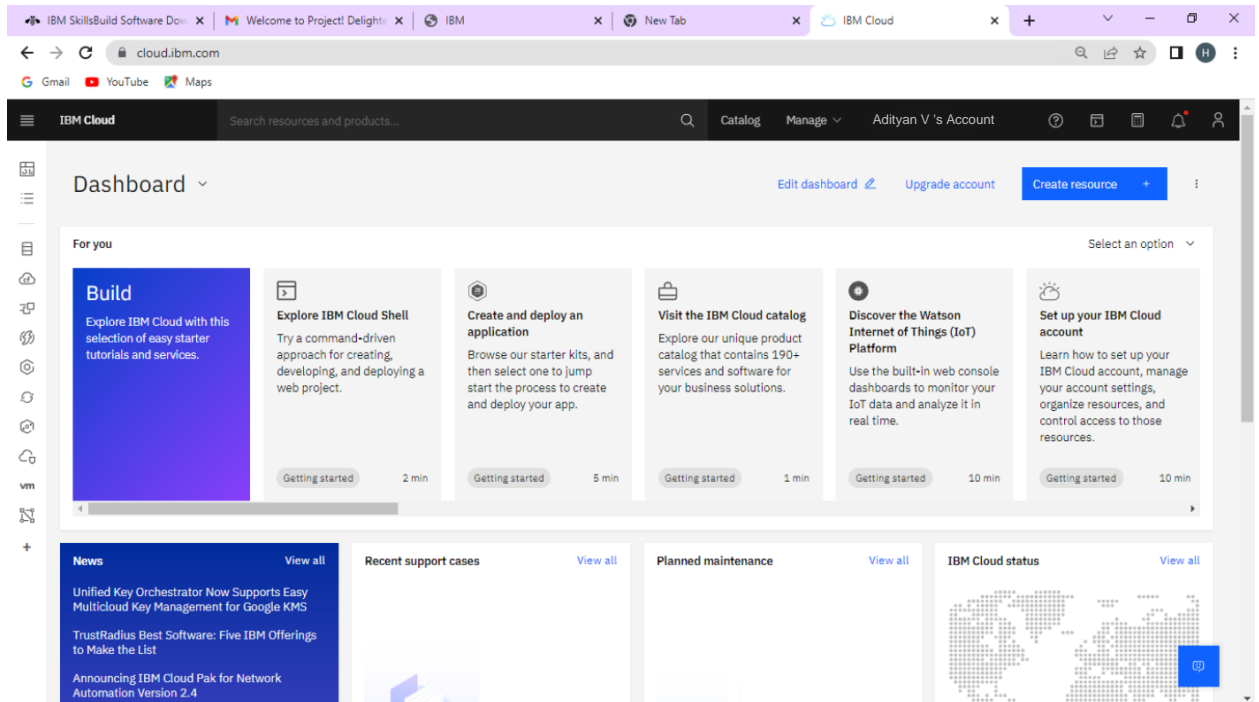 IBM SkillsBuild Software Dow
Welcome to Project! Delighte
IBM
New Tab
IBM Cloud
cloud.ibm.com
H
Gmail
YouTube
Maps
IBM Cloud
Search resources and products...
Catalog
Manage
Adityan V 's Account
Dashboard
Edit dashboard
Upgrade account
Create resource +
For you
Select an option
Build
Explore IBM Cloud with this
selection of easy starter
tutorials and services.
Explore IBM Cloud Shell
Try a command-driven
approach for creating,
developing, and deploying a
web project.
Getting started
2 min
Create and deploy an
application
Browse our starter kits, and
then select one to jump
start the process to create
and deploy your app.
Getting started
5 min
Visit the IBM Cloud catalog
Explore our unique product
catalog that contains 190+
services and software for
your business solutions.
Getting started
1 min
Discover the Watson
Internet of Things (IoT)
Platform
Use the built-in web console
dashboards to monitor your
IoT data and analyze it in
real time.
Getting started
10 min
Set up your IBM Cloud
account
Learn how to set up your
IBM Cloud account, manage
your account settings,
organize resources, and
control access to those
resources.
Getting started
10 min
vm
News
View all
Unified Key Orchestrator Now Supports Easy
Multicloud Key Management for Google KMS
TrustRadius Best Software: Five IBM Offerings
to Make the List
Announcing IBM Cloud Pak for Network
Automation Version 2.4
Recent support cases
View all
Planned maintenance
View all
IBM Cloud status
View all